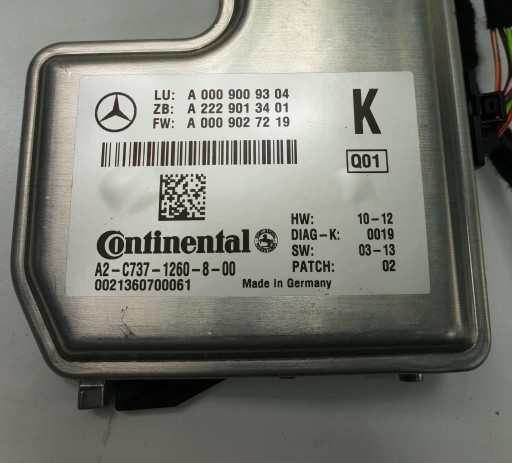 LU: A 000 900 93 04
ZB: A 222 901 34 01
FW: A 000 902 72 19
K
Q01
Continental
A2-C737-1260-8-00
0021360700061
HW: 10-12
DIAG-K: 0019
SW: 03-13
PATCH: 02
Made in Germany